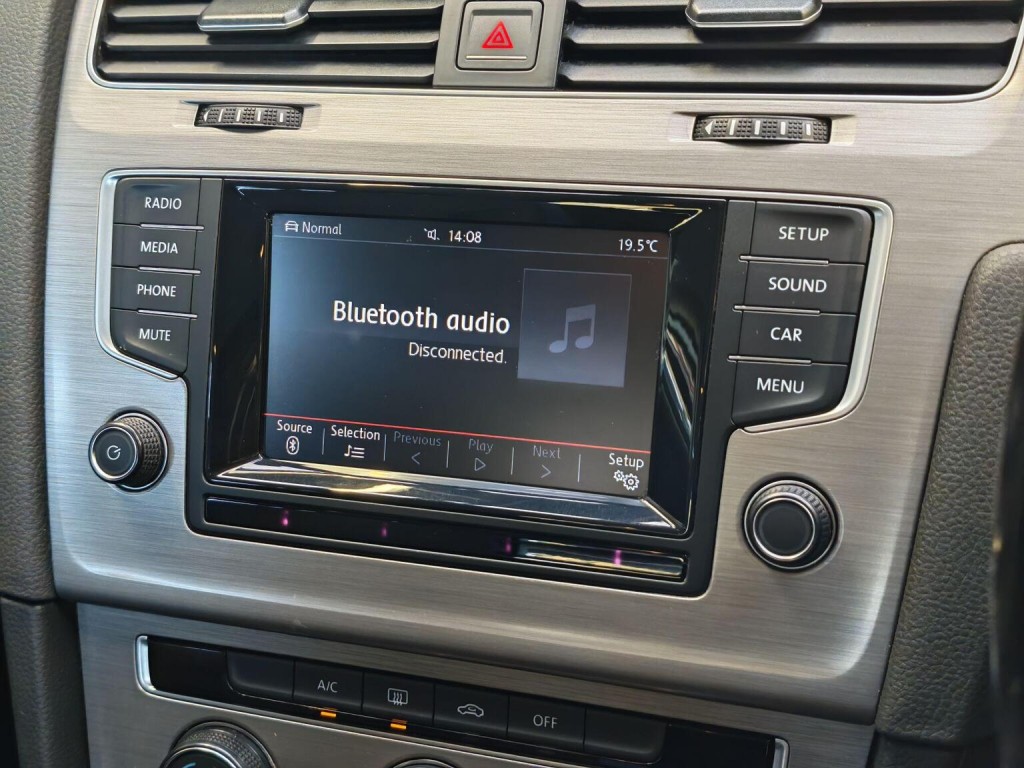 RADIO
MEDIA
PHONE
MUTE
Normal
14:08
19.5°C
Bluetooth audio
Disconnected.
Source
Selection
Previous
Play
Next
Setup
SETUP
SOUND
CAR
MENU
A/C
OFF